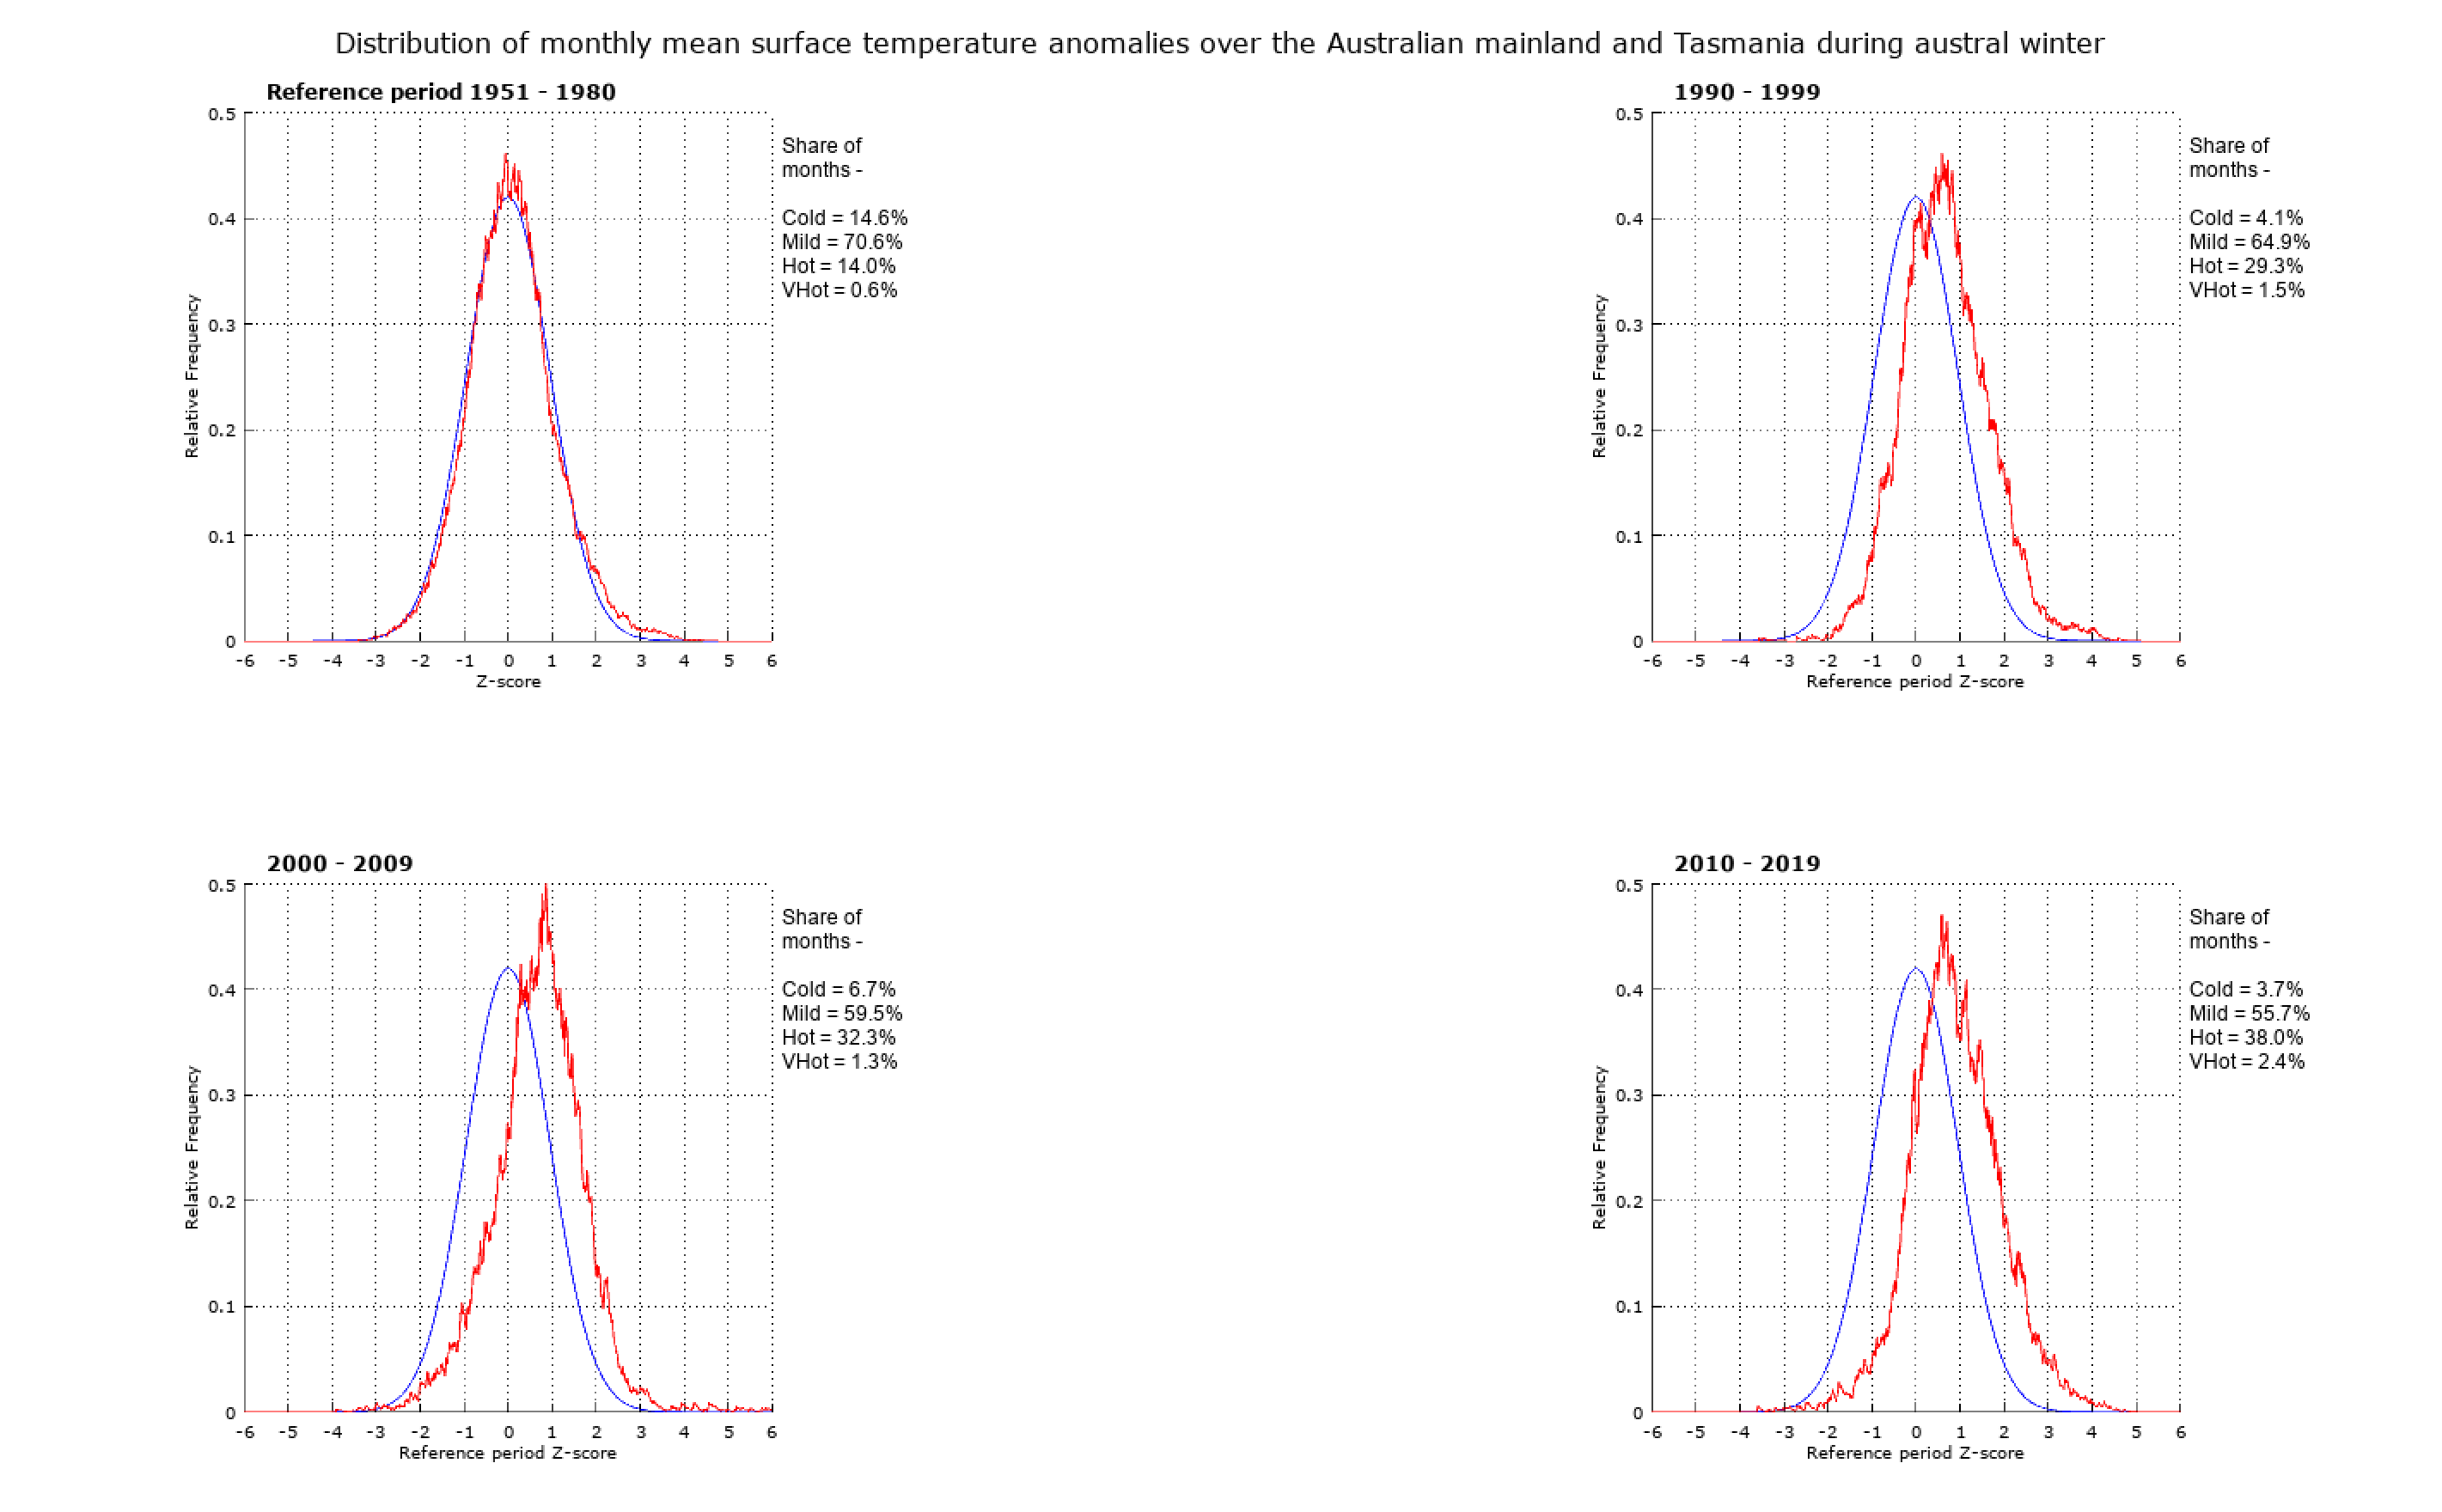 Distribution of monthly mean surface temperature anomalies over the Australian mainland and Tasmania during austral winter
Reference period 1951 - 1980
0.5
0.4
0.3
0.2
0.1
0
Relative Frequency
-6 -5 -4 -3 -2 -1 0 1 2 3 4 5 6
Z-score
Share of
months -
Cold = 14.6%
Mild = 70.6%
Hot = 14.0%
VHot = 0.6%
1990 - 1999
0.5
0.4
0.3
0.2
0.1
0
Relative Frequency
-6 -5 -4 -3 -2 -1 0 1 2 3 4 5 6
Reference period Z-score
Share of
months -
Cold = 4.1%
Mild = 64.9%
Hot = 29.3%
VHot = 1.5%
2000 - 2009
0.5
0.4
0.3
0.2
0.1
0
Relative Frequency
-6 -5 -4 -3 -2 -1 0 1 2 3 4 5 6
Reference period Z-score
Share of
months -
Cold = 6.7%
Mild = 59.5%
Hot = 32.3%
VHot = 1.3%
2010 - 2019
0.5
0.4
0.3
0.2
0.1
0
Relative Frequency
-6 -5 -4 -3 -2 -1 0 1 2 3 4 5 6
Reference period Z-score
Share of
months -
Cold = 3.7%
Mild = 55.7%
Hot = 38.0%
VHot = 2.4%